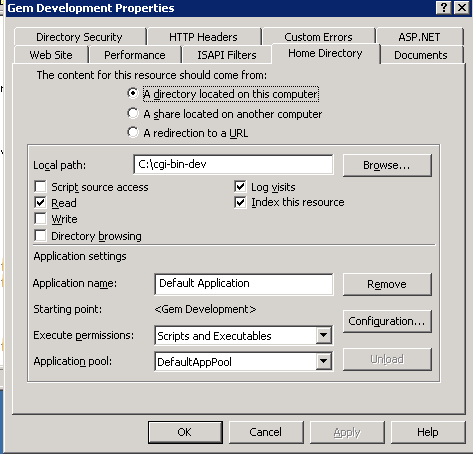 Gem Development Properties
Directory Security HTTP Headers Custom Errors ASP.NET
Web Site Performance ISAPI Filters Home Directory Documents
The content for this resource should come from:
A directory located on this computer
A share located on another computer
A redirection to a URL
Local path: C:\cgi-bin-dev Browse...
Script source access Log visits
Read Index this resource
Write
Directory browsing
Application settings
Application name: Default Application Remove
Starting point: <Gem Development>
Configuration...
Execute permissions: Scripts and Executables
Application pool: DefaultAppPool Unload
OK Cancel Apply Help